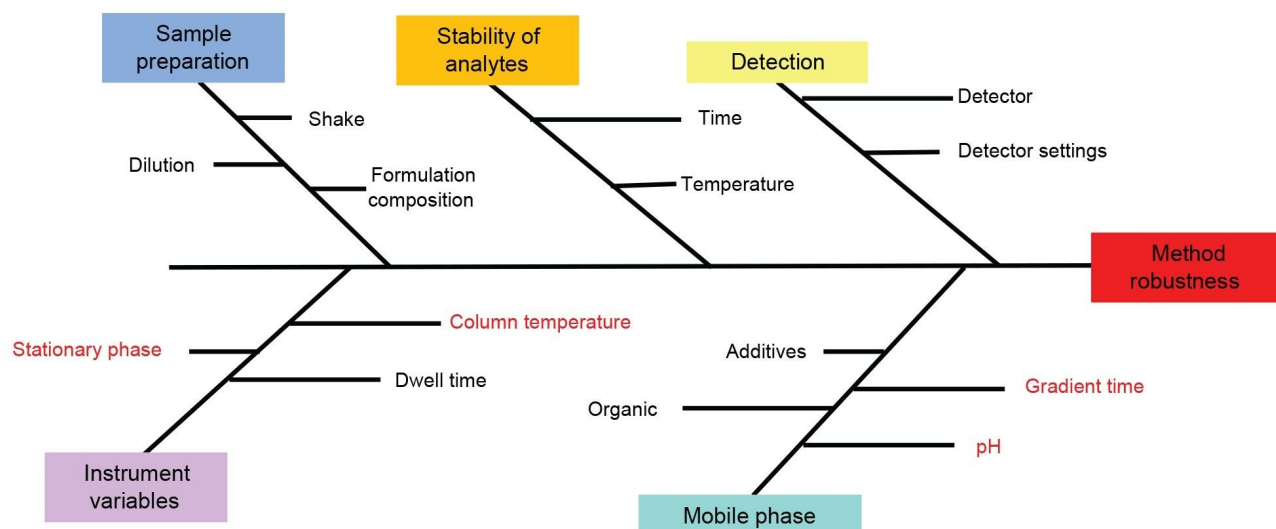 Sample
preparation
Stability of
analytes
Detection
Shake
Dilution
Formulation
composition
Time
Temperature
Detector
Detector settings
Method
robustness
Stationary phase
Column temperature
Dwell time
Instrument
variables
Additives
Gradient time
Organic
pH
Mobile phase